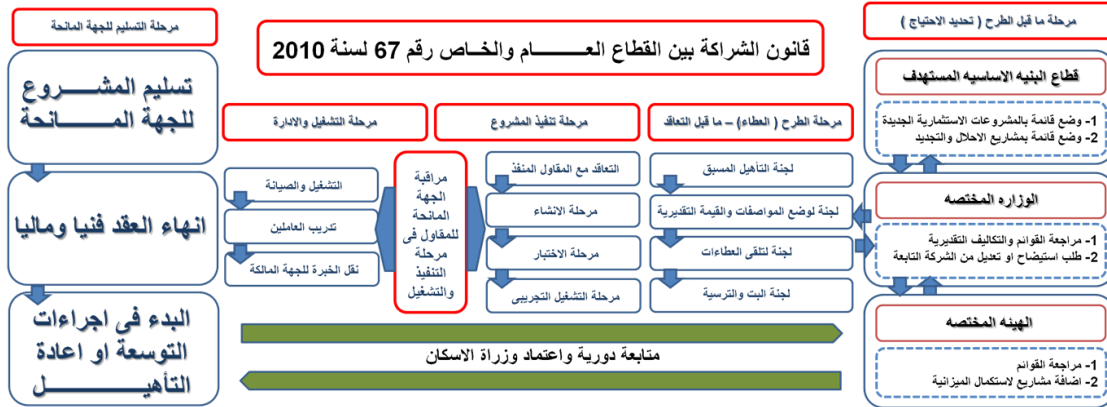 قانون الشراكة بين القطاع العـــــــام والخـاص رقم 67 لسنة 2010
مرحلة ما قبل الطرح ( تحديد الاحتياج )
قطاع البنيه الاساسيه المستهدف
1- وضع قائمة بالمشروعات الاستثمارية الجديدة
2- وضع قائمة بمشاريع الاحلال والتجديد
الوزاره المختصه
1- مراجعة القوائم والتكاليف التقديرية
2- طلب استيضاح او تعديل من الشركة التابعة
الهيئه المختصه
1- مراجعة القوائم
2- اضافة مشاريع لاستكمال الميزانية
مرحلة الطرح ( العطاء) – ما قبل التعاقد
لجنة التأهيل المسبق
لجنة لوضع المواصفات والقيمة التقديرية
لجنة لتلقى العطاءات
لجنة البت والترسية
مرحلة تنفيذ المشروع
التعاقد مع المقاول المنفذ
مرحلة الانشاء
مرحلة الاختبار
مرحلة التشغيل التجريبى
مراقبة
الجهة
المانحة
للمقاول فى
مرحلة
التنفيذ
والتشغيل
مرحلة التشغيل والادارة
التشغيل والصيانة
تدريب العاملين
نقل الخبرة للجهة المالكة
متابعة دورية واعتماد وزراة الاسكان
مرحلة التسليم للجهة المانحة
تسليم المشـــــروع
للجهة المـــــانحة
انهاء العقد فنيا وماليا
البدء فى اجراءات
التوسعة او اعادة
التأهيـــــــــل